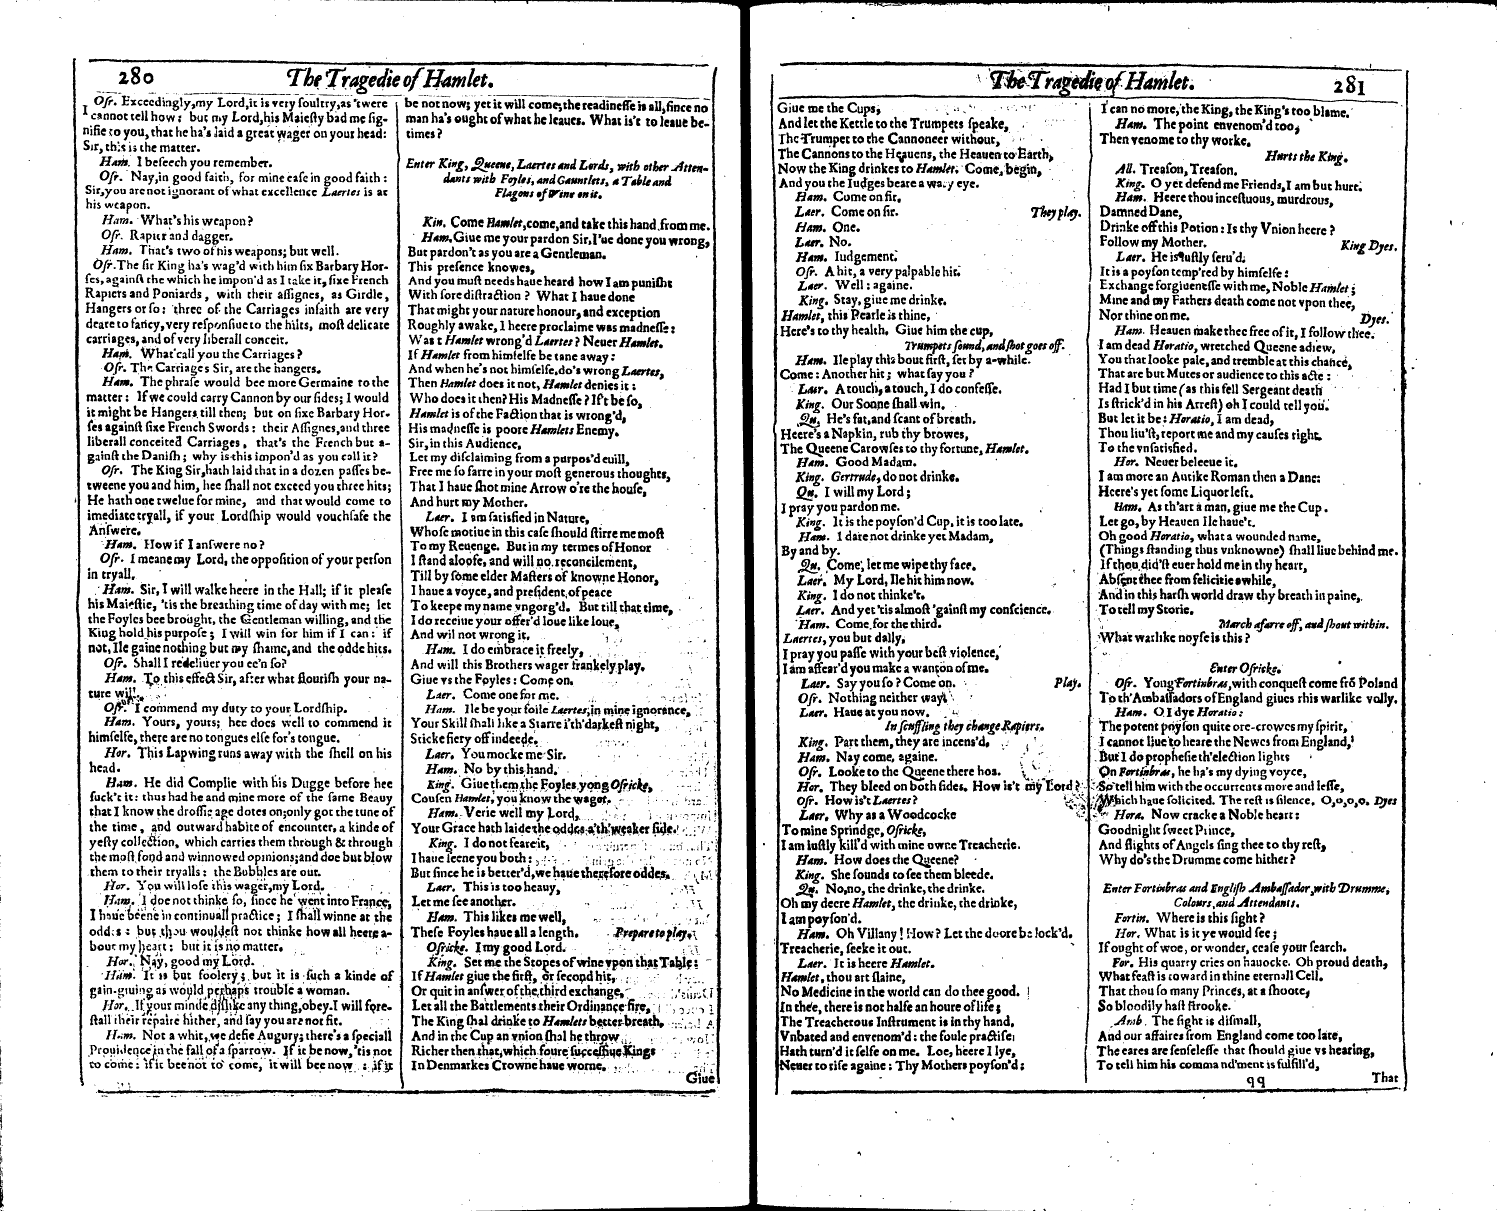 280 The Tragedie of Hamlet.
Osr. Exceedingly, my Lord, it is very soultry, as 'twere
I cannot tell how: but my Lord, his Maiesty bad me sig-
nifie to you, that he ha's laid a great wager on your head:
Sir, this is the matter.
Ham. I beseech you remember.
Osr. Nay, in good faith, for mine ease in good faith:
Sir, you are not ignorant of what excellence Laertes is at
his weapon.
Ham. What's his weapon?
Osr. Rapier and dagger.
Ham. That's two of his weapons; but well.
Osr. The sir King ha's wag'd with him six Barbary Hor-
ses, against the which he impon'd as I take it, sixe French
Rapiers and Poniards, with their assignes, as Girdle,
Hangers or so: three of the Carriages infaith are very
deare to fancy, very responsiue to the hilts, most delicate
carriages, and of very liberall conceit.
Ham. What call you the Carriages?
Osr. The Carriages Sir, are the hangers.
Ham. The phrase would bee more Germaine to the
matter: If we could carry Cannon by our sides; I would
it might be Hangers till then; but on sixe Barbary Hor-
ses against sixe French Swords: their Assignes, and three
liberall conceited Carriages, that's the French but a-
gainst the Danish; why is this impon'd as you call it?
Osr. The King Sir, hath laid that in a dozen passes be-
tweene you and him, hee shall not exceed you three hits;
He hath one twelue for mine, and that would come to
imediate tryall, if your Lordship would vouchsafe the
Answere.
Ham. How if I answere no?
Osr. I meane my Lord, the opposition of your person
in tryall.
Ham. Sir, I will walke heere in the Hall; if it please
his Maiestie, 'tis the breathing time of day with me; let
the Foyles bee brought, the Gentleman willing, and the
King hold his purpose; I will win for him if I can: if
not, Ile gaine nothing but my shame, and the odde hits.
Osr. Shall I redeliuer you ee'n so?
Ham. To this effect Sir, after what flourish your na-
ture will.
Osr. I commend my duty to your Lordship.
Ham. Yours, yours; hee does well to commend it
himselfe, there are no tongues else for's tongue.
Hor. This Lapwing runs away with the shell on his
head.
Ham. He did Complie with his Dugge before hee
suck't it: thus had he and mine more of the same Beauy
that I know the drossie age dotes on; only got the tune of
the time, and outward habite of encounter, a kinde of
yesty collection, which carries them through & through
the most fond and winnowed opinions; and doe but blow
them to their tryalls: the Bubbles are out.
Hor. You will lose this wager, my Lord.
Ham. I doe not thinke so, since he went into France,
I haue beene in continuall practice; I shall winne at the
odds: but thou wouldest not thinke how all heere a-
bout my heart: but it is no matter.
Hor. Nay, good my Lord.
Ham. It is but foolery; but it is such a kinde of
gain-giuing as would perhaps trouble a woman.
Hor. If your minde dislike any thing, obey. I will fore-
stall their repaire hither, and say you are not fit.
Ham. Not a whit, we defie Augury; there's a speciall
Prouidence in the fall of a sparrow. If it be now, 'tis not
to come: if it bee not to come, it will bee now: if it
be not now; yet it will come; the readinesse is all, since no
man ha's ought of what he leaues. What is't to leaue be-
times?
Enter King, Queene, Laertes and Lords, with other Atten-
dants with Foyles, and Gauntlets, a Table and
Flagons of Wine on it.
Kin. Come Hamlet, come, and take this hand from me.
Ham. Giue me your pardon Sir, I'ue done you wrong,
But pardon't as you are a Gentleman.
This presence knowes,
And you must needs haue heard how I am punisht
With sore distraction? What I haue done
That might your nature honour, and exception
Roughly awake, I heere proclaime was madnesse:
Was't Hamlet wrong'd Laertes? Neuer Hamlet.
If Hamlet from himselfe be tane away:
And when he's not himselfe, do's wrong Laertes,
Then Hamlet does it not, Hamlet denies it:
Who does it then? His Madnesse? If't be so,
Hamlet is of the Faction that is wrong'd,
His madnesse is poore Hamlets Enemy.
Sir, in this Audience,
Let my disclaiming from a purpos'd euill,
Free me so farre in your most generous thoughts,
That I haue shot mine Arrow o're the house,
And hurt my Mother.
Laer. I am satisfied in Nature,
Whose motiue in this case should stirre me most
To my Reuenge. But in my termes of Honor
I stand aloofe, and will no reconcilement,
Till by some elder Masters of knowne Honor,
I haue a voyce, and president of peace
To keepe my name vngorg'd. But till that time,
I do receiue your offer'd loue like loue,
And wil not wrong it.
Ham. I do embrace it freely,
And will this Brothers wager frankely play.
Giue vs the Foyles: Come on.
Laer. Come one for me.
Ham. Ile be your foile Laertes, in mine ignorance,
Your Skill shall like a Starre i'th'darkest night,
Sticke fiery off indeede.
Laer. You mocke me Sir.
Ham. No by this hand.
King. Giue them the Foyles yong Osricke,
Cousen Hamlet, you know the wager.
Ham. Verie well my Lord,
Your Grace hath laide the oddes a'th'weaker side.
King. I do not feare it,
I haue seene you both:
But since he is better'd, we haue therefore oddes.
Laer. This is too heauy,
Let me see another.
Ham. This likes me well,
These Foyles haue all a length. Prepare to play.
Osricke. I my good Lord.
King. Set me the Stopes of wine vpon that Table:
If Hamlet giue the first, or second hit,
Or quit in answer of the third exchange,
Let all the Battlements their Ordinance fire,
The King shal drinke to Hamlets better breath,
And in the Cup an vnion shal he throw
Richer then that, which foure successiue Kings
In Denmarkes Crowne haue worne.
Giue
The Tragedie of Hamlet. 281
Giue me the Cups,
And let the Kettle to the Trumpets speake,
The Trumpet to the Cannoneer without,
The Cannons to the Heauens, the Heauen to Earth,
Now the King drinkes to Hamlet. Come, begin,
And you the Iudges beare a wary eye.
Ham. Come on sir.
Laer. Come on sir. They play.
Ham. One.
Laer. No.
Ham. Iudgement.
Osr. A hit, a very palpable hit.
Laer. Well: againe.
King. Stay, giue me drinke.
Hamlet, this Pearle is thine,
Here's to thy health. Giue him the cup,
Trumpets sound, and shot goes off.
Ham. Ile play this bout first, set by a-while.
Come: Another hit; what say you?
Laer. A touch, a touch, I do confesse.
King. Our Sonne shall win.
Qu. He's fat, and scant of breath.
Heere's a Napkin, rub thy browes,
The Queene Carowses to thy fortune, Hamlet.
Ham. Good Madam.
King. Gertrude, do not drinke.
Qu. I will my Lord;
I pray you pardon me.
King. It is the poyson'd Cup, it is too late.
Ham. I dare not drinke yet Madam,
By and by.
Qu. Come, let me wipe thy face.
Laer. My Lord, Ile hit him now.
King. I do not thinke't.
Laer. And yet 'tis almost 'gainst my conscience.
Ham. Come for the third.
Laertes, you but dally,
I pray you passe with your best violence,
I am affear'd you make a wanton of me.
Laer. Say you so? Come on. Play.
Osr. Nothing neither way.
Laer. Haue at you now.
In scuffling they change Rapiers.
King. Part them, they are incens'd.
Ham. Nay come, againe.
Osr. Looke to the Queene there hoa.
Hor. They bleed on both sides. How is't my Lord?
Osr. How is't Laertes?
Laer. Why as a Woodcocke
To mine Sprindge, Osricke,
I am iustly kill'd with mine owne Treacherie.
Ham. How does the Queene?
King. She sounds to see them bleede.
Qu. No, no, the drinke, the drinke.
Oh my deere Hamlet, the drinke, the drinke,
I am poyson'd.
Ham. Oh Villany! How? Let the doore be lock'd.
Treacherie, seeke it out.
Laer. It is heere Hamlet.
Hamlet, thou art slaine,
No Medicine in the world can do thee good.
In thee, there is not halfe an houre of life;
The Treacherous Instrument is in thy hand,
Vnbated and envenom'd: the foule practise
Hath turn'd it selfe on me. Loe, heere I lye,
Neuer to rise againe: Thy Mothers poyson'd:
I can no more, the King, the King's too blame.
Ham. The point envenom'd too,
Then venome to thy worke.
Hurts the King.
All. Treason, Treason.
King. O yet defend me Friends, I am but hurt.
Ham. Heere thou incestuous, murdrous,
Damned Dane,
Drinke off this Potion: Is thy Vnion heere?
Follow my Mother. King Dyes.
Laer. He is iustly seru'd.
It is a poyson temp'red by himselfe:
Exchange forgiuenesse with me, Noble Hamlet;
Mine and my Fathers death come not vpon thee,
Nor thine on me. Dyes.
Ham. Heauen make thee free of it, I follow thee.
I am dead Horatio, wretched Queene adiew,
You that looke pale, and tremble at this chance,
That are but Mutes or audience to this acte:
Had I but time (as this fell Sergeant death
Is strick'd in his Arrest) oh I could tell you.
But let it be: Horatio, I am dead,
Thou liu'st, report me and my causes right
To the vnsatisfied.
Hor. Neuer beleeue it.
I am more an Antike Roman then a Dane:
Heere's yet some Liquor left.
Ham. As th'art a man, giue me the Cup.
Let go, by Heauen Ile haue't.
Oh good Horatio, what a wounded name,
(Things standing thus vnknowne) shall liue behind me.
If thou did'st euer hold me in thy heart,
Absent thee from felicitie awhile,
And in this harsh world draw thy breath in paine,
To tell my Storie.
March afarre off, and shout within.
What warlike noyse is this?
Enter Osricke.
Osr. Yong Fortinbras, with conquest come frō Poland
To th'Ambassadors of England giues this warlike volly.
Ham. O I dye Horatio:
The potent poyson quite ore-crowes my spirit,
I cannot liue to heare the Newes from England,
But I do prophesie th'election lights
On Fortinbras, he ha's my dying voyce,
So tell him with the occurrents more and lesse,
Which haue solicited. The rest is silence. O, o, o, o. Dyes
Hora. Now cracke a Noble heart:
Goodnight sweet Prince,
And flights of Angels sing thee to thy rest,
Why do's the Drumme come hither?
Enter Fortinbras and English Ambassador, with Drumme,
Colours, and Attendants.
Fortin. Where is this sight?
Hor. What is it ye would see;
If ought of woe, or wonder, cease your search.
For. His quarry cries on hauocke. Oh proud death,
What feast is toward in thine eternall Cell.
That thou so many Princes, at a shoote,
So bloodily hast strooke.
Amb. The sight is dismall,
And our affaires from England come too late,
The eares are senselesse that should giue vs hearing,
To tell him his command'ment is fulfill'd,
qq That